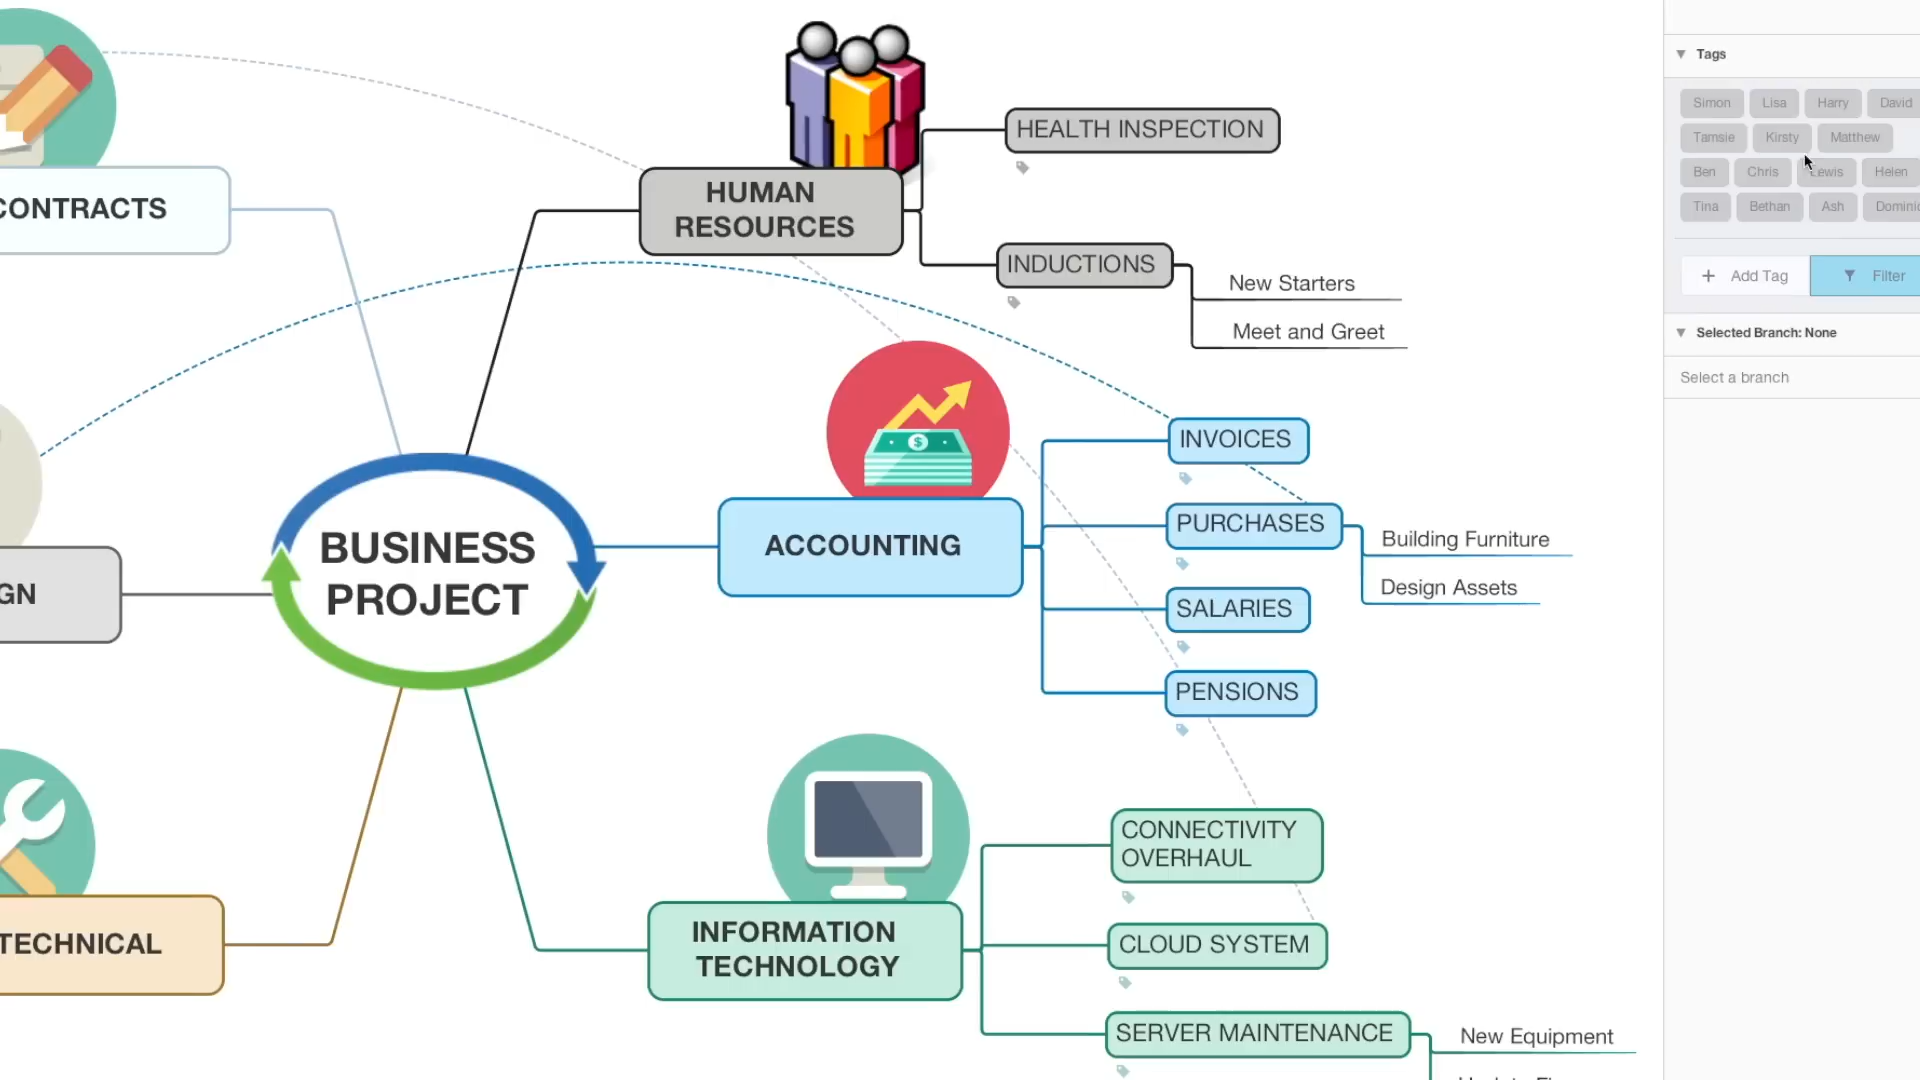 CONTRACTS
HUMAN
RESOURCES
HEALTH INSPECTION
INDUCTIONS
New Starters
Meet and Greet
BUSINESS
PROJECT
ACCOUNTING
INVOICES
PURCHASES
Building Furniture
Design Assets
SALARIES
PENSIONS
GN
TECHNICAL
INFORMATION
TECHNOLOGY
CONNECTIVITY
OVERHAUL
CLOUD SYSTEM
SERVER MAINTENANCE
New Equipment
Tags
Simon Lisa Harry David
Tamsie Kirsty Matthew
Ben Chris Lewis Helen
Tina Bethan Ash Dominic
+ Add Tag Filter
Selected Branch: None
Select a branch